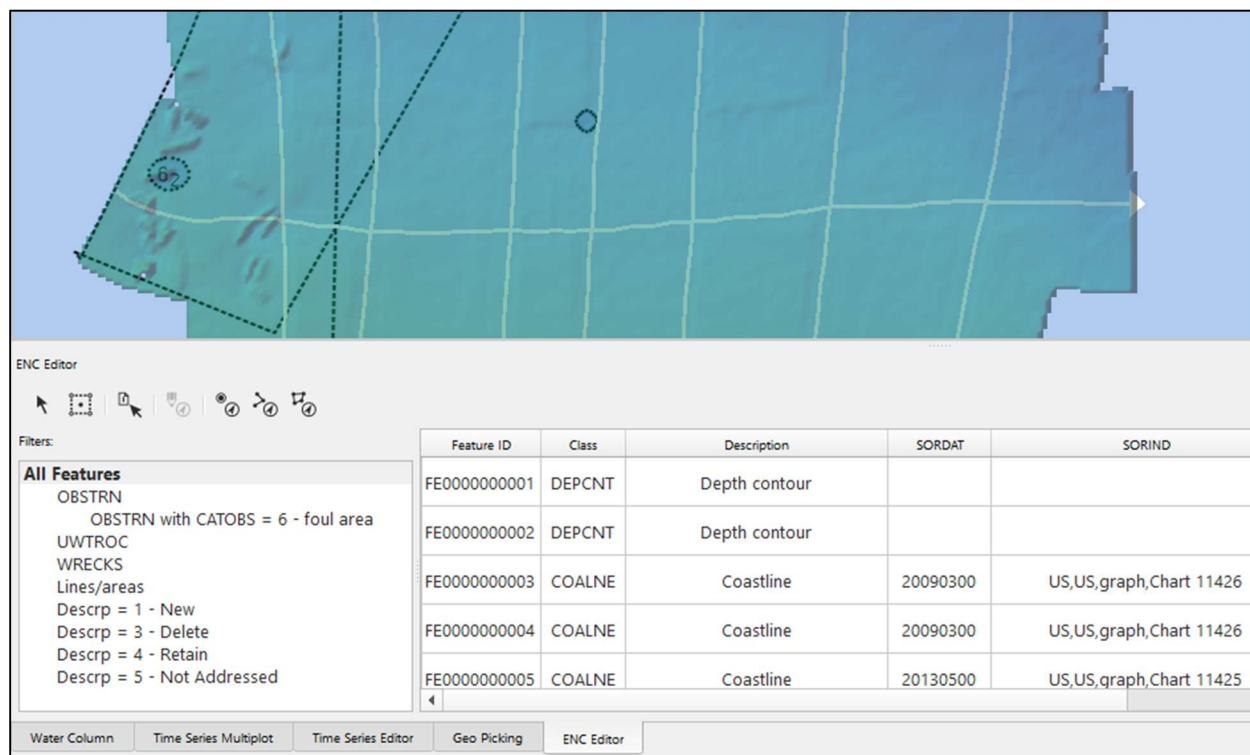 6₂
ENC Editor
Filters:
All Features
OBSTRN
OBSTRN with CATOBS = 6 - foul area
UWTROC
WRECKS
Lines/areas
Descrp = 1 - New
Descrp = 3 - Delete
Descrp = 4 - Retain
Descrp = 5 - Not Addressed
Feature ID Class Description SORDAT SORIND
FE0000000001 DEPCNT Depth contour
FE0000000002 DEPCNT Depth contour
FE0000000003 COALNE Coastline 20090300 US,US,graph,Chart 11426
FE0000000004 COALNE Coastline 20090300 US,US,graph,Chart 11426
FE0000000005 COALNE Coastline 20130500 US,US,graph,Chart 11425
Water Column Time Series Multiplot Time Series Editor Geo Picking ENC Editor